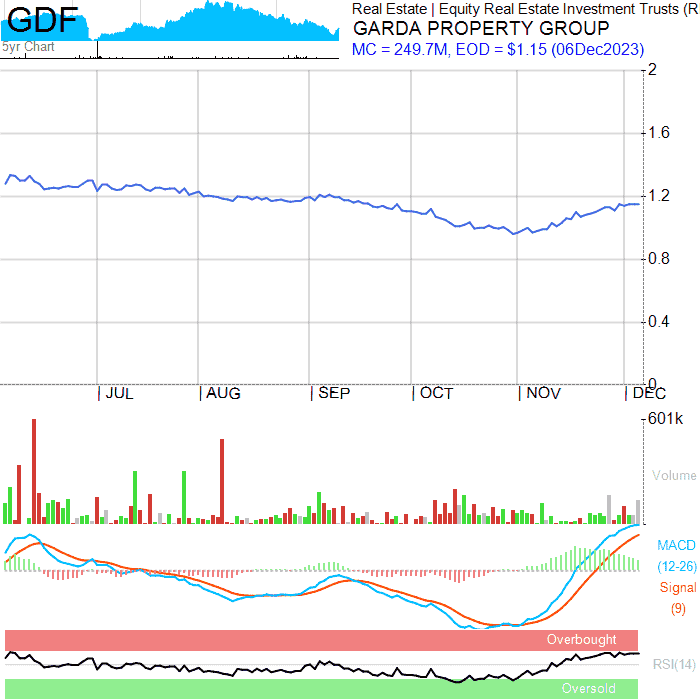 GDF
5yr Chart
Real Estate | Equity Real Estate Investment Trusts (R
GARDA PROPERTY GROUP
MC = 249.7M, EOD = $1.15 (06Dec2023)
2
1.6
1.2
0.8
0.4
0
| JUL | AUG | SEP | OCT | NOV | DEC
601k
Volume
MACD
(12-26)
Signal
(9)
Overbought
RSI(14)
Oversold